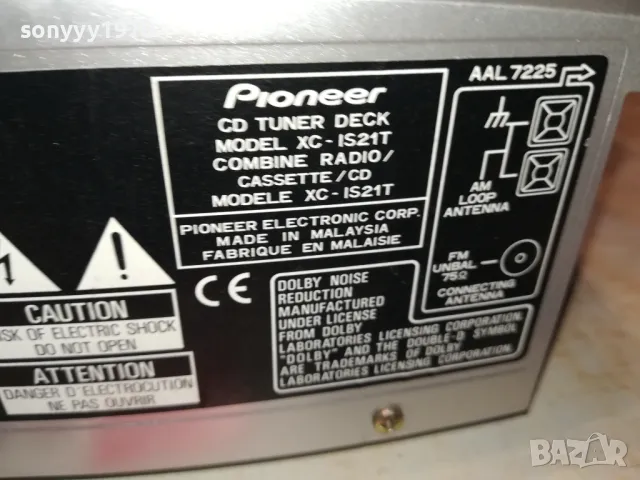 Pioneer
CD TUNER DECK
MODEL XC-IS21T
COMBINE RADIO/
CASSETTE/CD
MODELE XC-IS21T
PIONEER ELECTRONIC CORP.
MADE IN MALAYSIA
FABRIQUE EN MALAISIE
AAL 7225
AM
LOOP
ANTENNA
FM
UNBAL
75Ω
CONNECTING
ANTENNA
CE
DOLBY NOISE
REDUCTION
MANUFACTURED
UNDER LICENSE
FROM DOLBY
LABORATORIES LICENSING CORPORATION.
"DOLBY" AND THE DOUBLE-D SYMBOL
ARE TRADEMARKS OF DOLBY
LABORATORIES LICENSING CORPORATION.
CAUTION
OF ELECTRIC SHOCK
DO NOT OPEN
ATTENTION
DANGER D'ELECTROCUTION
NE PAS OUVRIR
BAZAR